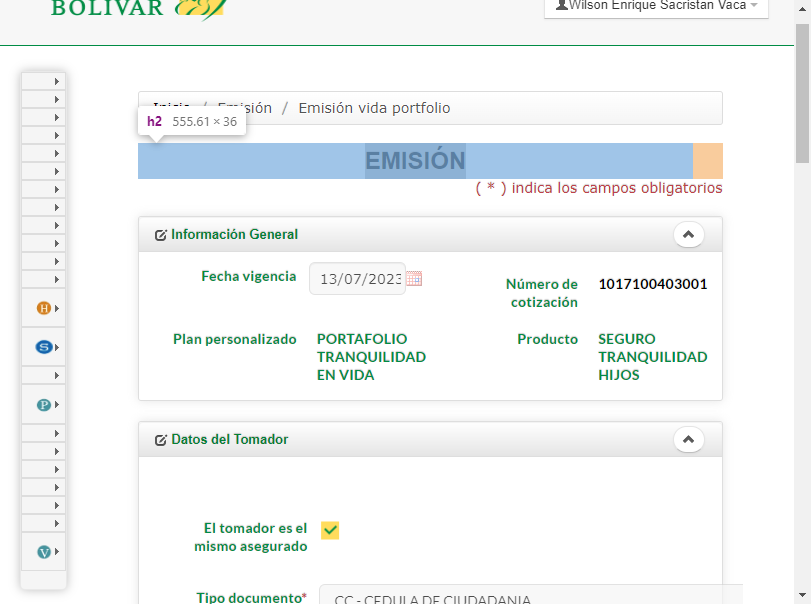 BOLÍVAR
Wilson Enrique Sacristan Vaca
Inicio / Emisión / Emisión vida portfolio
h2 555.61 × 36
EMISIÓN
( * ) indica los campos obligatorios
Información General
Fecha vigencia 13/07/2023
Número de cotización 1017100403001
Plan personalizado PORTAFOLIO TRANQUILIDAD EN VIDA
Producto SEGURO TRANQUILIDAD HIJOS
H
S
P
Datos del Tomador
El tomador es el
mismo asegurado
V
Tipo documento* CC - CEDULA DE CIUDADANIA